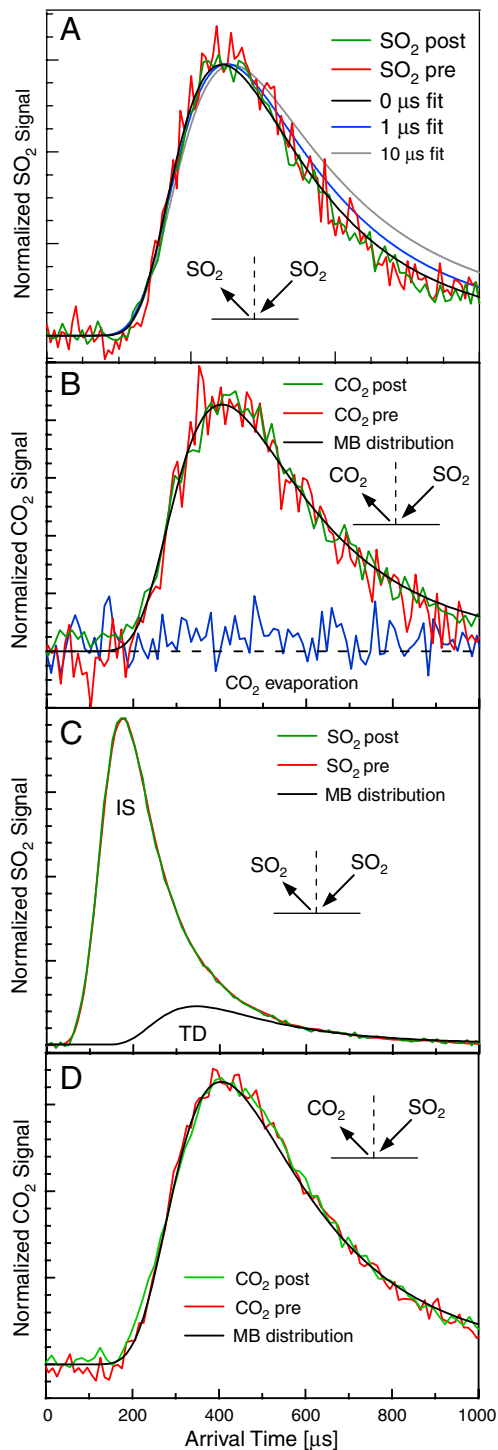 A
SO₂ post
SO₂ pre
0 µs fit
1 µs fit
10 µs fit
SO₂ SO₂
Normalized SO₂ Signal
B
CO₂ post
CO₂ pre
MB distribution
CO₂ SO₂
CO₂ evaporation
Normalized CO₂ Signal
C
SO₂ post
SO₂ pre
MB distribution
IS
SO₂ SO₂
TD
Normalized SO₂ Signal
D
CO₂ SO₂
CO₂ post
CO₂ pre
MB distribution
Normalized CO₂ Signal
0 200 400 600 800 1000
Arrival Time [µs]